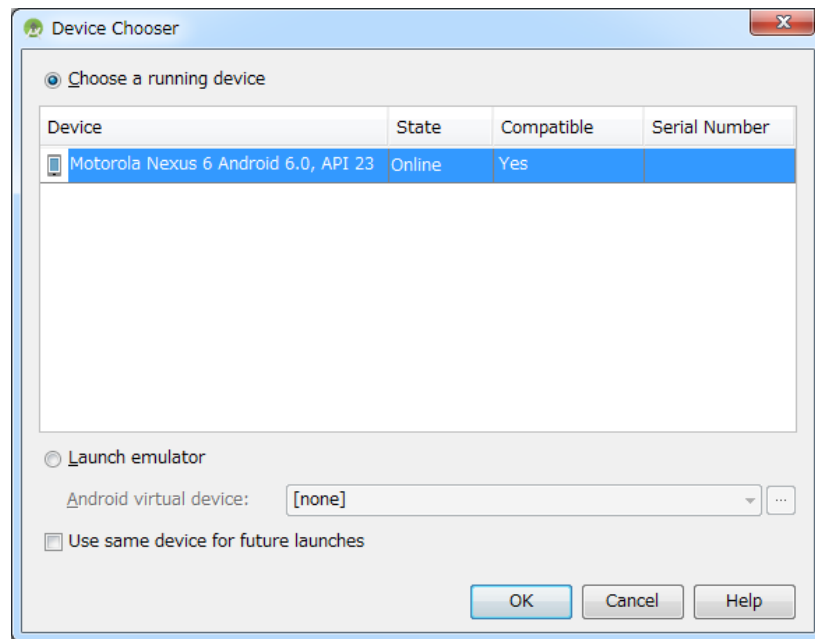 Device Chooser
Choose a running device
Device State Compatible Serial Number
Motorola Nexus 6 Android 6.0, API 23 Online Yes
Launch emulator
Android virtual device: [none] ...
Use same device for future launches
OK Cancel Help